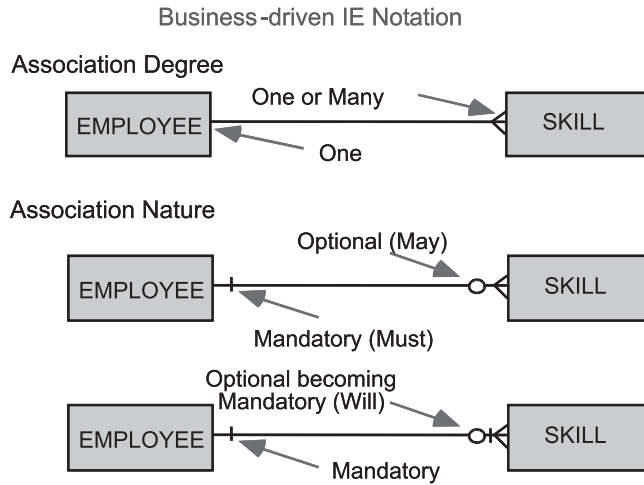 Business-driven IE Notation
Association Degree
One or Many
EMPLOYEE
SKILL
One
Association Nature
Optional (May)
EMPLOYEE
SKILL
Mandatory (Must)
Optional becoming
Mandatory (Will)
EMPLOYEE
SKILL
Mandatory